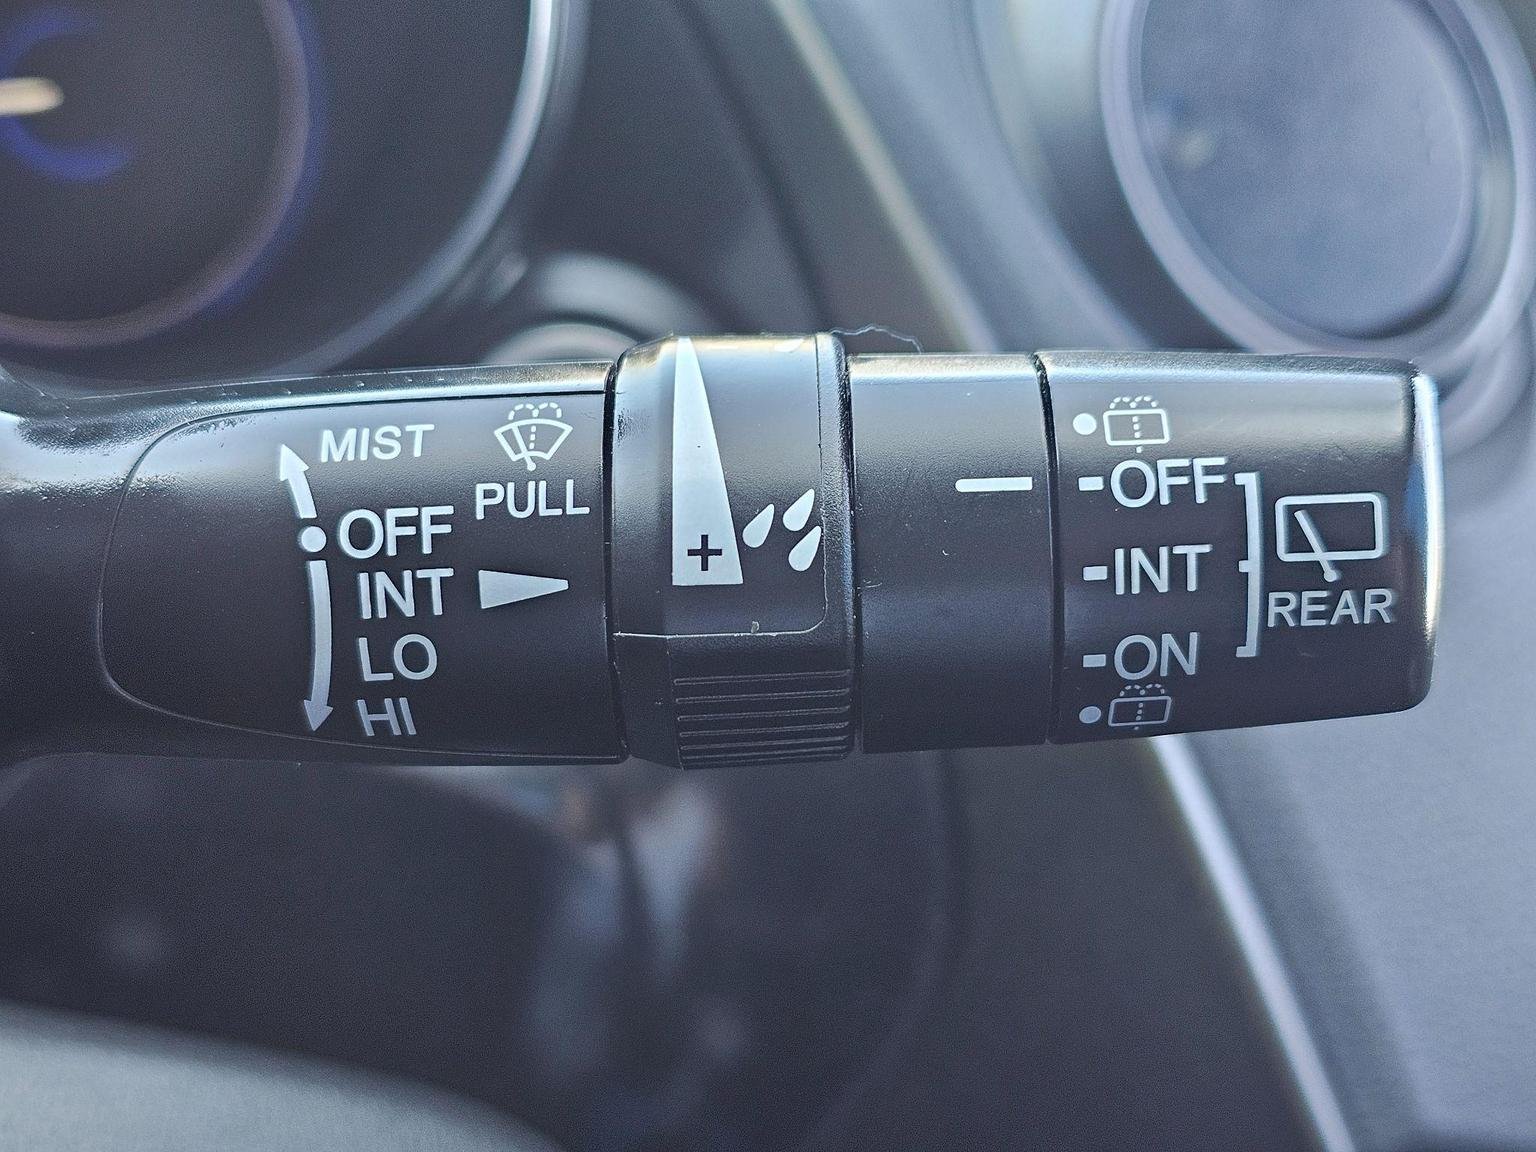 MIST
PULL
OFF
INT
LO
HI
+
OFF
INT
ON
REAR